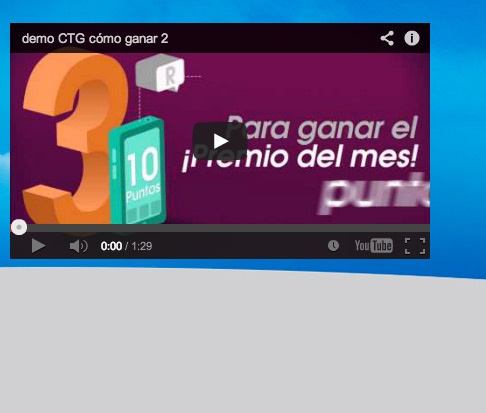 demo CTG cómo ganar 2
R
Para ganar el
¡Premio del mes!
punto
3
10
Puntos
0:00 / 1:29
YouTube